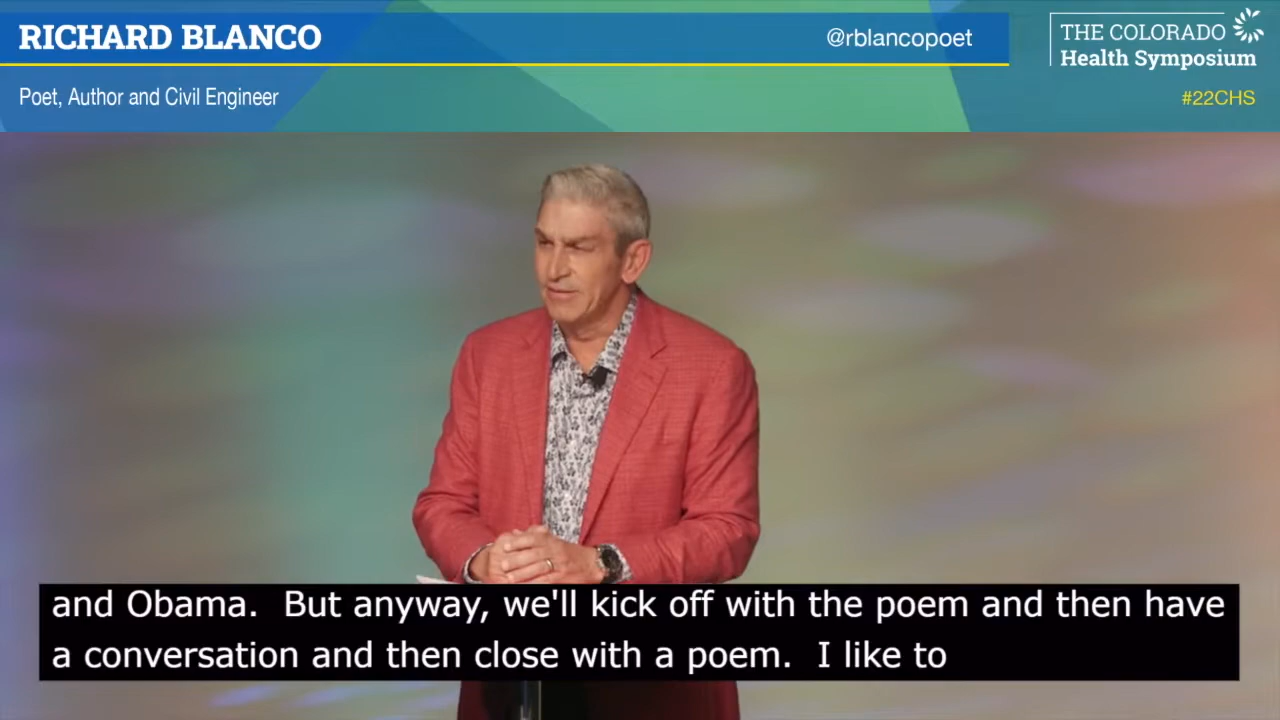 RICHARD BLANCO
@rblancopoet
Poet, Author and Civil Engineer
THE COLORADO
Health Symposium
#22CHS
and Obama.  But anyway, we'll kick off with the poem and then have
a conversation and then close with a poem.  I like to